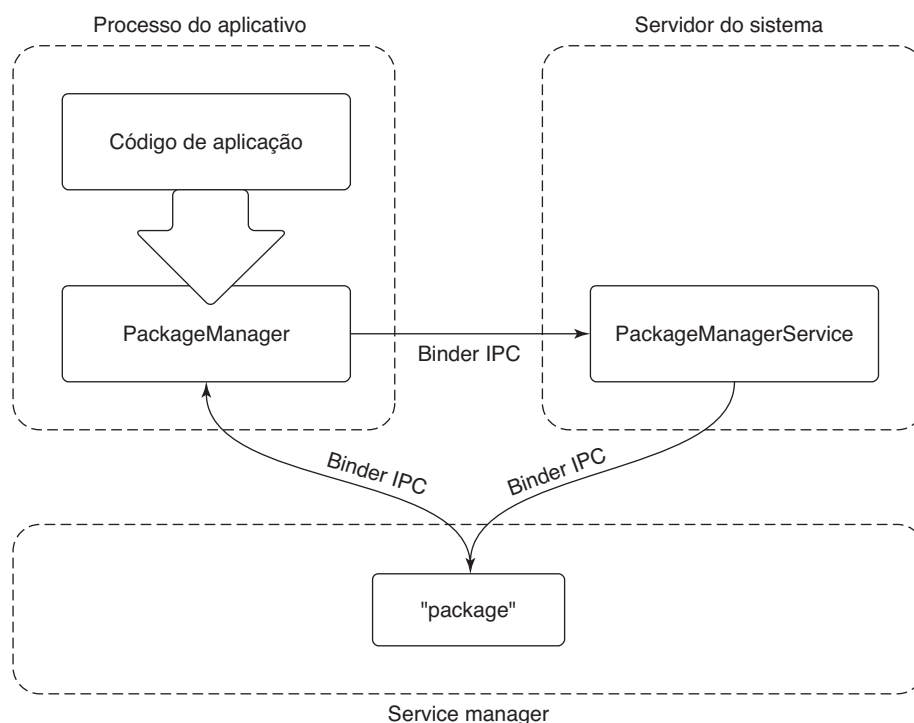 Processo do aplicativo
Servidor do sistema
Código de aplicação
PackageManager
Binder IPC
PackageManagerService
Binder IPC
Binder IPC
"package"
Service manager